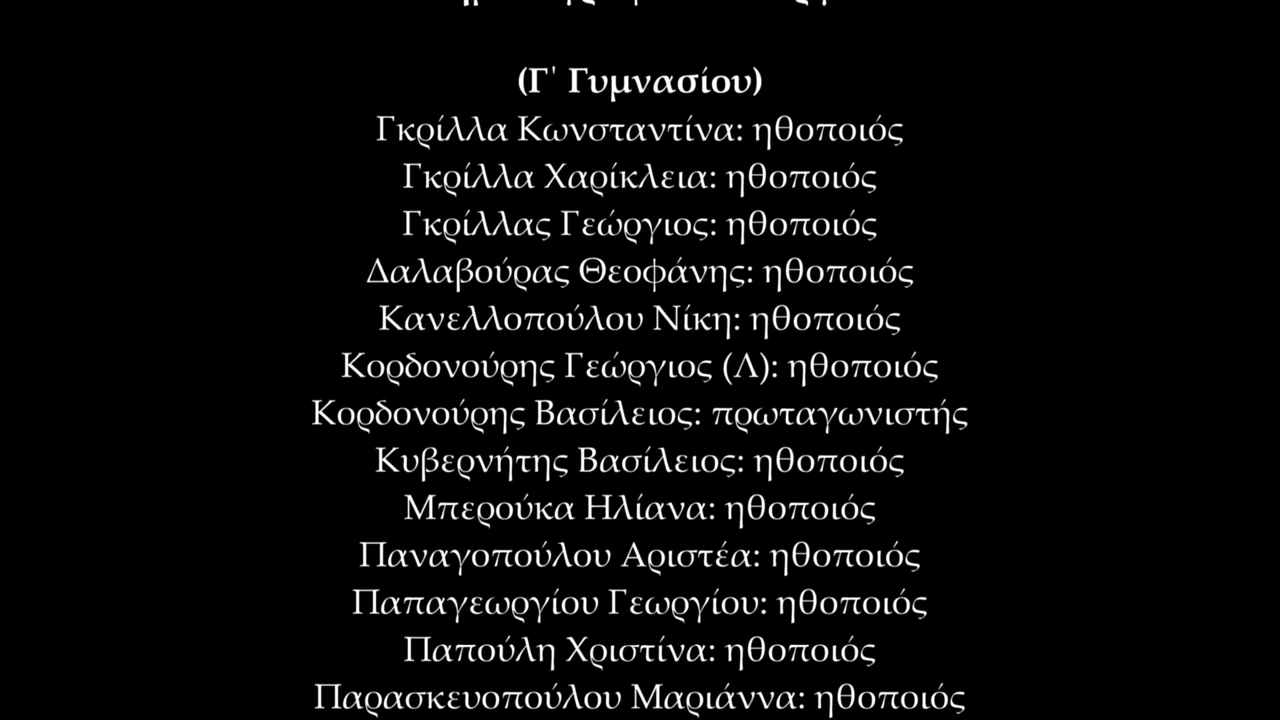 (Γ΄ Γυμνασίου)
Γκρίλλα Κωνσταντίνα: ηθοποιός
Γκρίλλα Χαρίκλεια: ηθοποιός
Γκρίλλας Γεώργιος: ηθοποιός
Δαλαβούρας Θεοφάνης: ηθοποιός
Κανελλοπούλου Νίκη: ηθοποιός
Κορδονούρης Γεώργιος (Λ): ηθοποιός
Κορδονούρης Βασίλειος: πρωταγωνιστής
Κυβερνήτης Βασίλειος: ηθοποιός
Μπερούκα Ηλίανα: ηθοποιός
Παναγοπούλου Αριστέα: ηθοποιός
Παπαγεωργίου Γεωργίου: ηθοποιός
Παπούλη Χριστίνα: ηθοποιός
Παρασκευοπούλου Μαριάννα: ηθοποιός